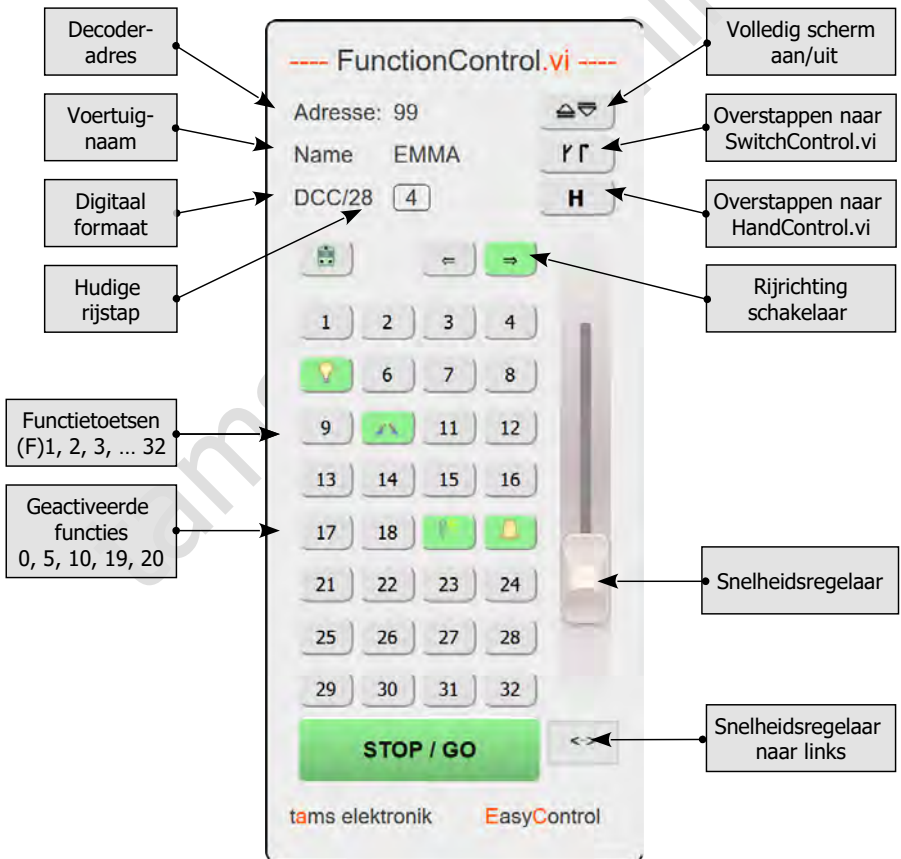 Decoder-
adres
Voertuig-
naam
Digitaal
formaat
Hudige
rijstap
Functietoetsen
(F)1, 2, 3, ... 32
Geactiveerde
functies
0, 5, 10, 19, 20
---- FunctionControl.vi ----
Adresse: 99
Name EMMA
DCC/28 4
H
⇐ ⇒
1 2 3 4
6 7 8
9 11 12
13 14 15 16
17 18
21 22 23 24
25 26 27 28
29 30 31 32
STOP / GO
<->
tams elektronik EasyControl
Volledig scherm
aan/uit
Overstappen naar
SwitchControl.vi
Overstappen naar
HandControl.vi
Rijrichting
schakelaar
Snelheidsregelaar
Snelheidsregelaar
naar links